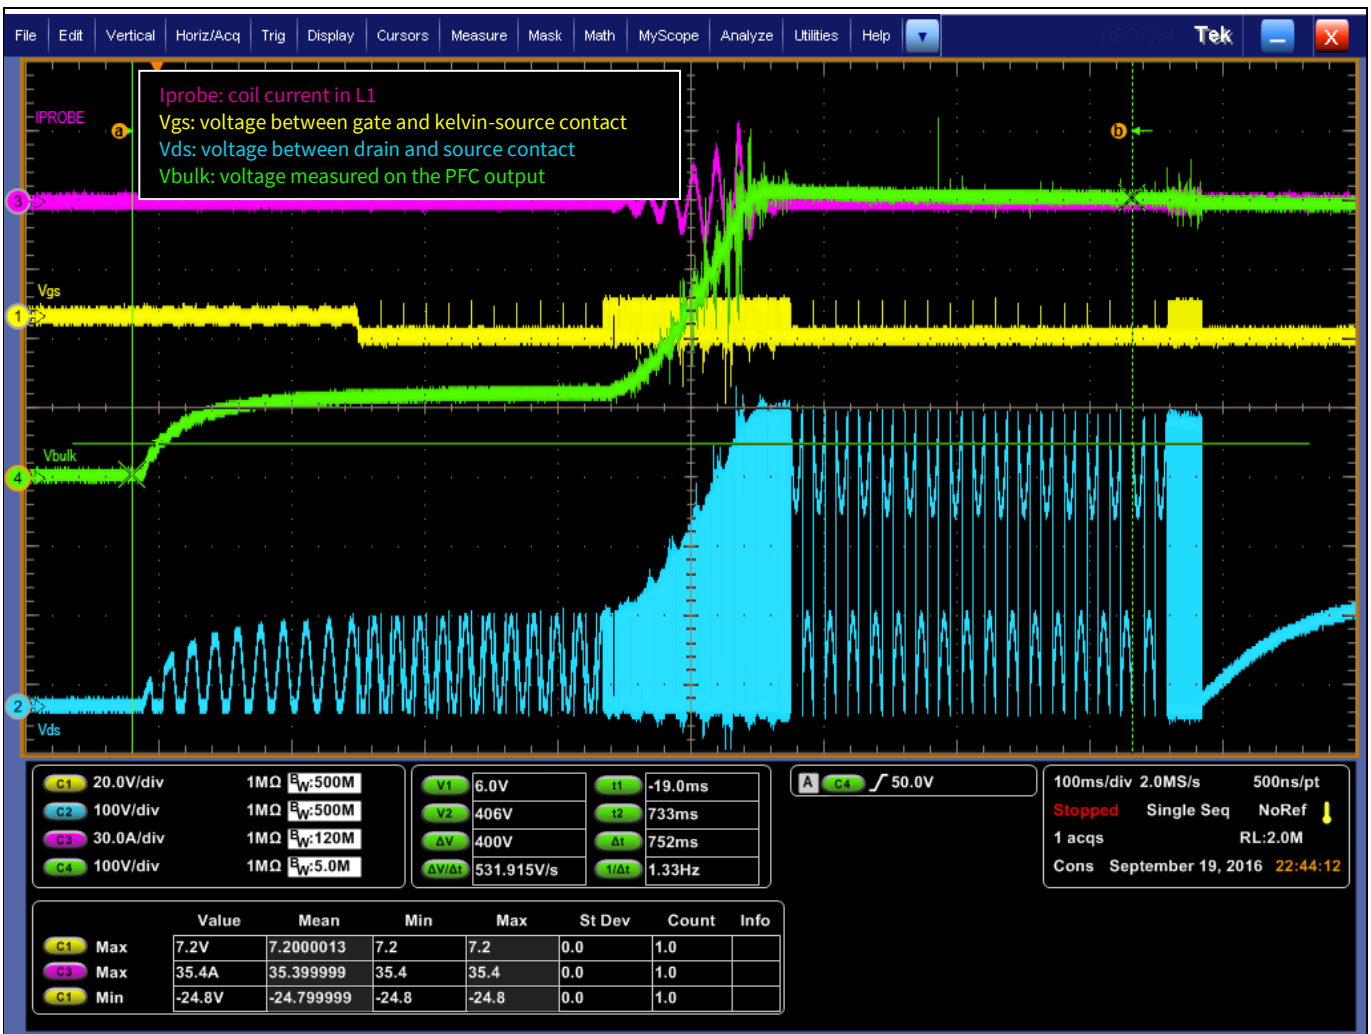 File Edit Vertical Horiz/Acq Trig Display Cursors Measure Mask Math MyScope Analyze Utilities Help Tek X
Iprobe: coil current in L1
Vgs: voltage between gate and kelvin-source contact
Vds: voltage between drain and source contact
Vbulk: voltage measured on the PFC output
IPROBE
a
b
3
Vgs
1
Vbulk
4
2
Vds
C1 20.0V/div 1MΩ BW:500M
C2 100V/div 1MΩ BW:500M
C3 30.0A/div 1MΩ BW:120M
C4 100V/div 1MΩ BW:5.0M
V1 6.0V t1 -19.0ms
V2 406V t2 733ms
ΔV 400V Δt 752ms
ΔV/Δt 531.915V/s 1/Δt 1.33Hz
A C4 50.0V
100ms/div 2.0MS/s 500ns/pt
Stopped Single Seq NoRef
1 acqs RL:2.0M
Cons September 19, 2016 22:44:12
Value Mean Min Max St Dev Count Info
C1 Max 7.2V 7.2000013 7.2 7.2 0.0 1.0
C3 Max 35.4A 35.399999 35.4 35.4 0.0 1.0
C1 Min -24.8V -24.799999 -24.8 -24.8 0.0 1.0